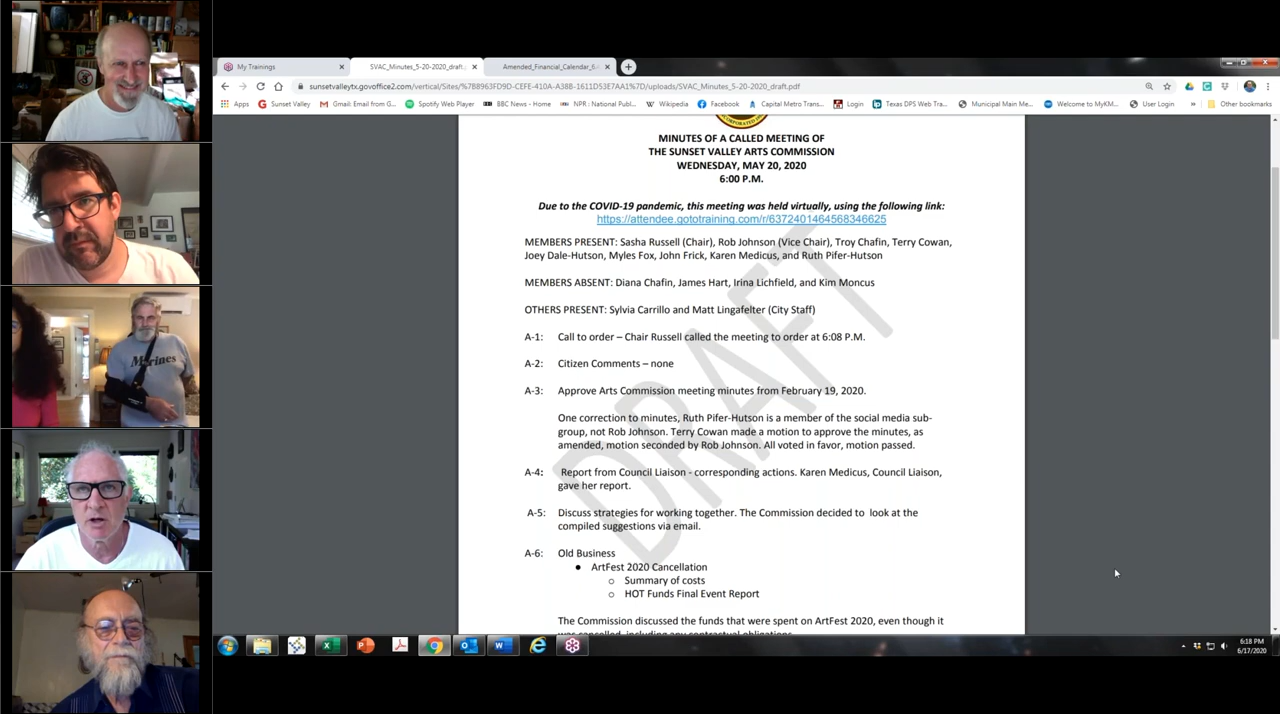 My Trainings
SVAC_Minutes_5-20-2020_draft.
Amended_Financial_Calendar_6.
sunsetvalleytx.govoffice2.com/vertical/Sites/%7B8963FD9D-CEFE-410A-A38B-1611D53E7AA1%7D/uploads/SVAC_Minutes_5-20-2020_draft.pdf
Apps
Sunset Valley
Gmail: Email from G...
Spotify Web Player
BBC News - Home
NPR : National Publ...
Wikipedia
Facebook
Capital Metro Trans...
Login
Texas DPS Web Tra...
Municipal Main Me...
Welcome to MyKM...
User Login
Other bookmarks
MINUTES OF A CALLED MEETING OF
THE SUNSET VALLEY ARTS COMMISSION
WEDNESDAY, MAY 20, 2020
6:00 P.M.
Due to the COVID-19 pandemic, this meeting was held virtually, using the following link:
https://attendee.gototraining.com/r/6372401464568346625
MEMBERS PRESENT: Sasha Russell (Chair), Rob Johnson (Vice Chair), Troy Chafin, Terry Cowan,
Joey Dale-Hutson, Myles Fox, John Frick, Karen Medicus, and Ruth Pifer-Hutson
MEMBERS ABSENT: Diana Chafin, James Hart, Irina Lichfield, and Kim Moncus
OTHERS PRESENT: Sylvia Carrillo and Matt Lingafelter (City Staff)
A-1: Call to order – Chair Russell called the meeting to order at 6:08 P.M.
A-2: Citizen Comments – none
A-3: Approve Arts Commission meeting minutes from February 19, 2020.
One correction to minutes, Ruth Pifer-Hutson is a member of the social media sub-
group, not Rob Johnson. Terry Cowan made a motion to approve the minutes, as
amended, motion seconded by Rob Johnson. All voted in favor, motion passed.
A-4: Report from Council Liaison - corresponding actions. Karen Medicus, Council Liaison,
gave her report.
A-5: Discuss strategies for working together. The Commission decided to look at the
compiled suggestions via email.
A-6: Old Business
● ArtFest 2020 Cancellation
○ Summary of costs
○ HOT Funds Final Event Report
The Commission discussed the funds that were spent on ArtFest 2020, even though it
was cancelled, including any contractual obligations.
DRAFT
Marines
6:18 PM
6/17/2020